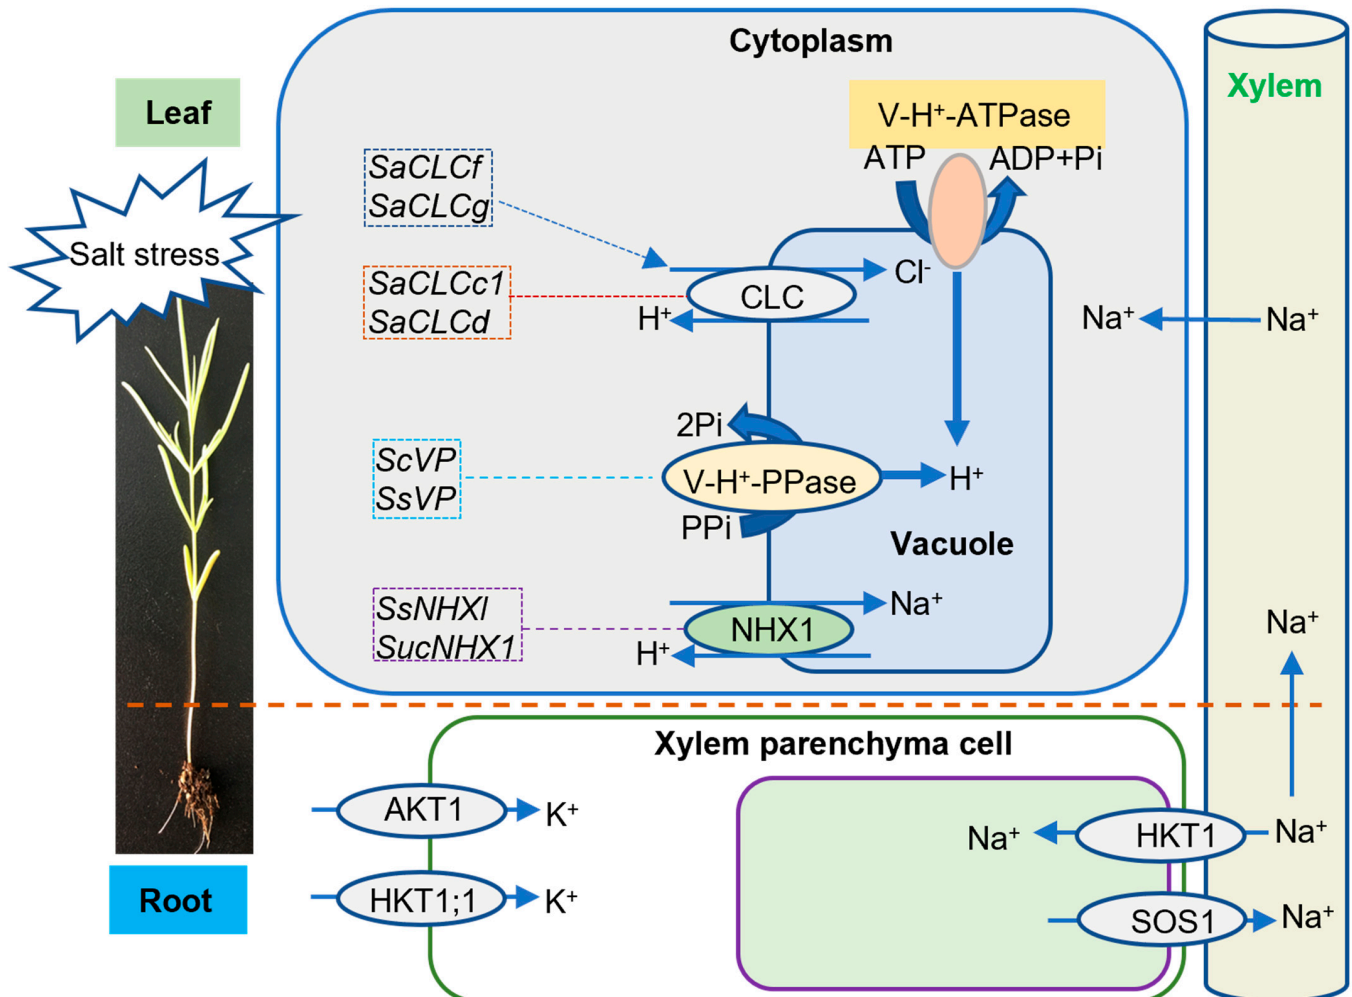 Cytoplasm
Xylem
Leaf
V-H⁺-ATPase
ATP
ADP+Pi
SaCLCf
SaCLCg
Salt stress
SaCLCc1
SaCLCd
Cl⁻
CLC
H⁺
Na⁺
Na⁺
2Pi
ScVP
SsVP
V-H⁺-PPase
H⁺
PPi
Vacuole
SsNHXl
SucNHX1
Na⁺
NHX1
H⁺
Na⁺
Xylem parenchyma cell
AKT1
K⁺
Na⁺
HKT1
Na⁺
Root
HKT1;1
K⁺
SOS1
Na⁺